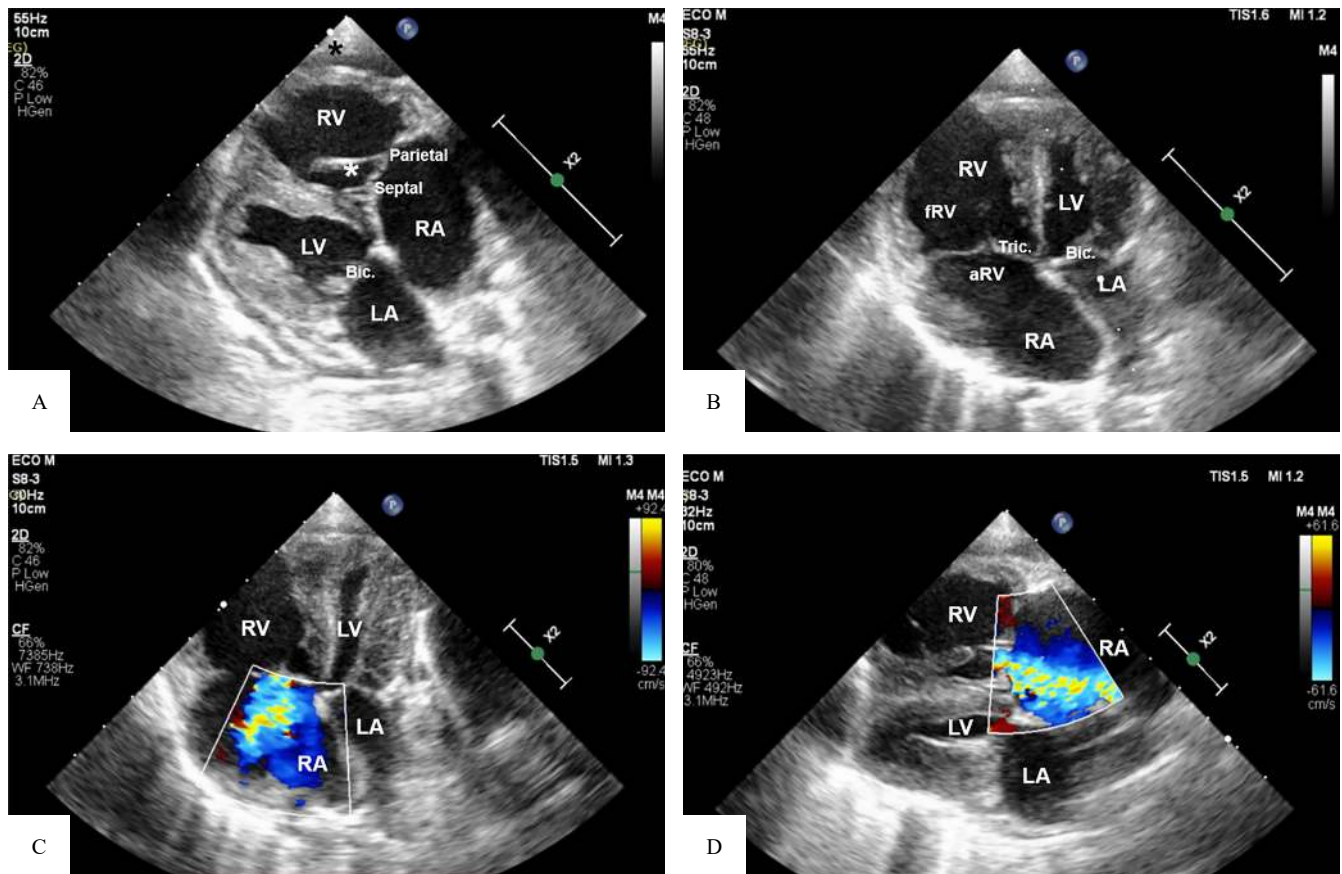 55Hz
10cm
EG)
2D
82%
C 46
P Low
HGen
M4
*
P
RV
Parietal
*
Septal
LV
RA
Bic.
LA
X2
A
ECO M
TIS1.6 MI 1.2
S8-3
55Hz
10cm
M4
2D
82%
C 48
P Low
HGen
P
RV
LV
fRV
Tric.
Bic.
aRV
LA
RA
X2
B
ECO M
TIS1.5 MI 1.3
S8-3
10cm
M4 M4
+92.4
2D
82%
C 46
P Low
HGen
CF
66%
7385Hz
WF 738Hz
3.1MHz
-92.4
cm/s
P
RV
LV
LA
RA
X2
C
ECO M
TIS1.5 MI 1.2
S8-3
32Hz
10cm
M4 M4
+61.6
2D
80%
C 48
P Low
HGen
CF
66%
4923Hz
WF 492Hz
3.1MHz
-61.6
cm/s
P
RV
RA
LV
LA
X2
D